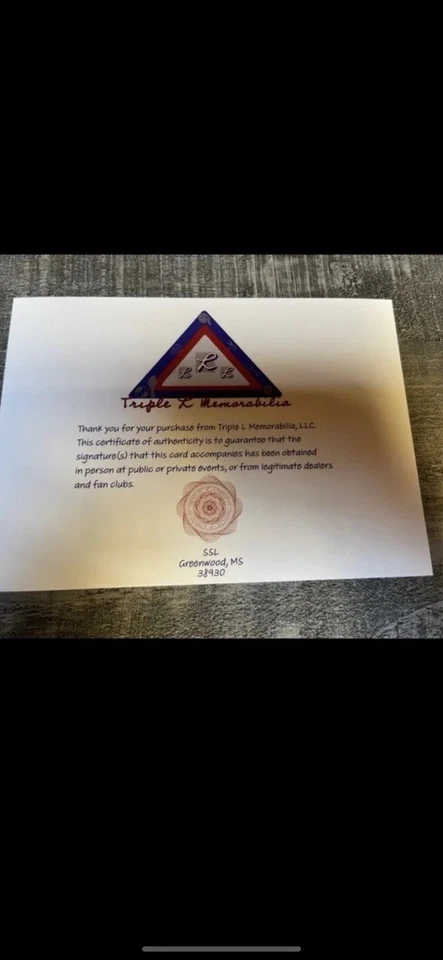 L
L L
Triple L Memorabilia
Thank you for your purchase from Triple L Memorabilia, LLC.
This certificate of authenticity is to guarantee that the
signature(s) that this card accompanies has been obtained
in person at public or private events, or from legitimate dealers
and fan clubs.
SSL
Greenwood, MS
38930